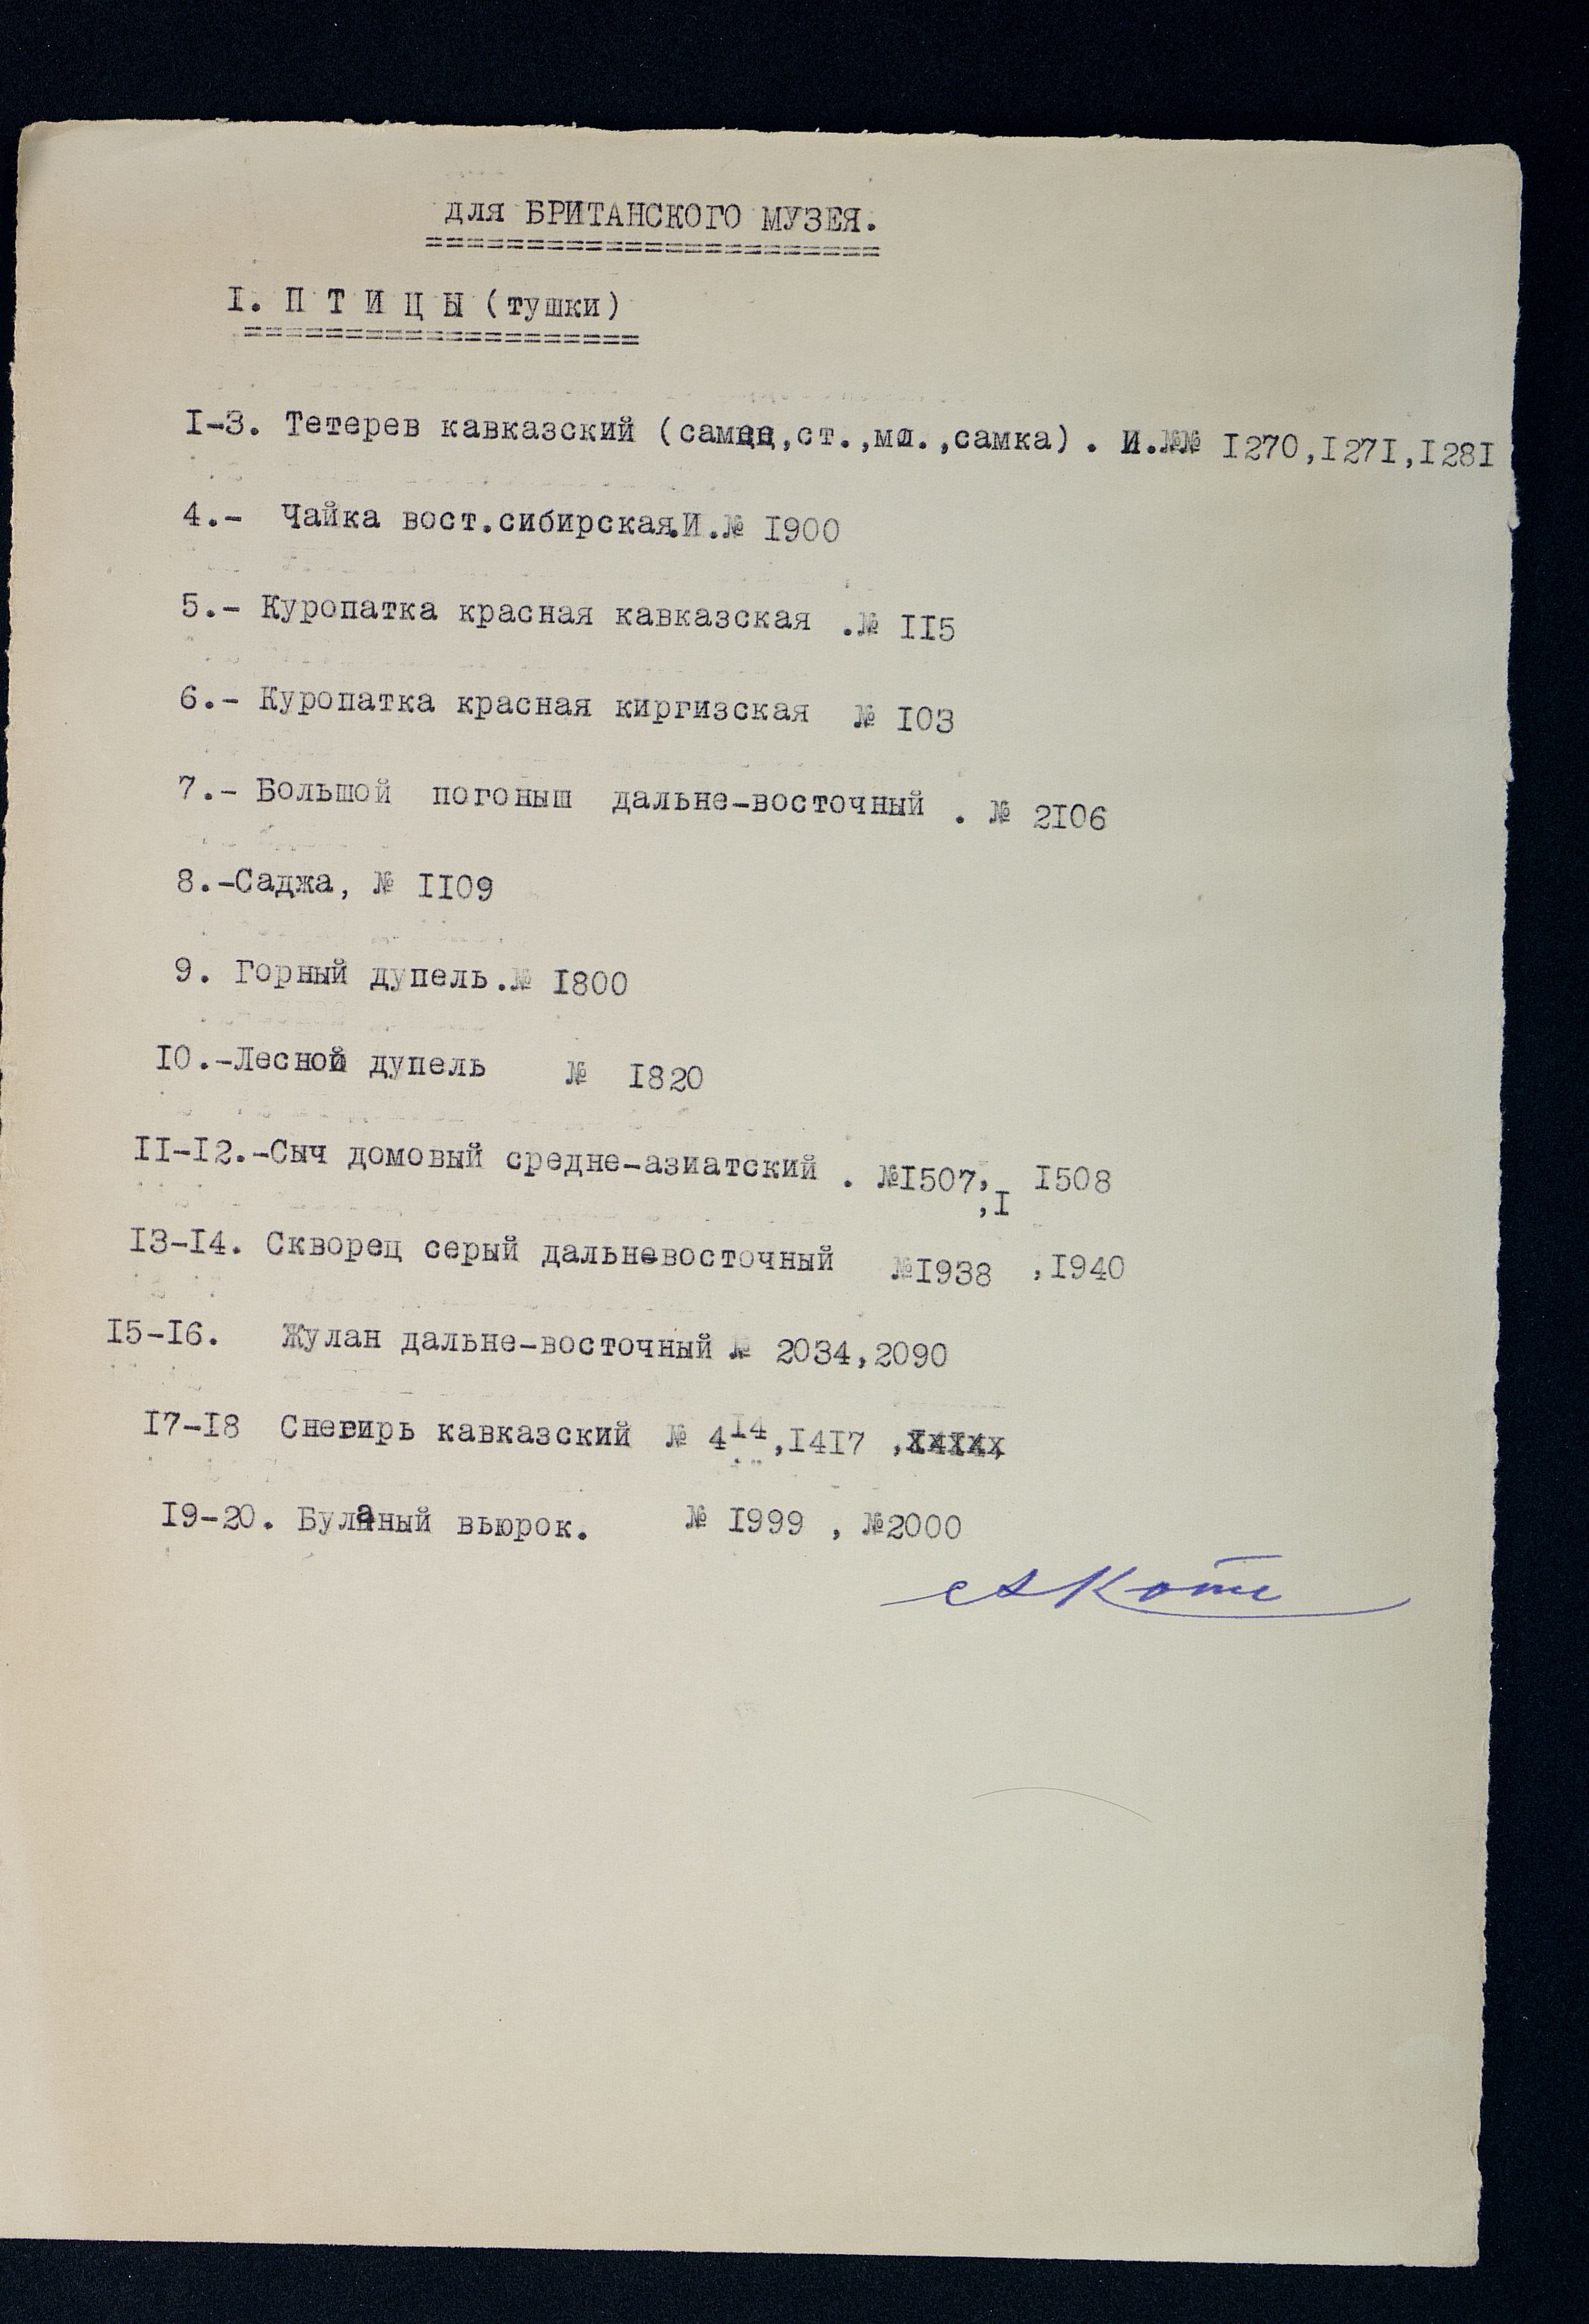 для БРИТАНСКОГО МУЗЕЯ.
=======================
I. П Т И Ц Ы (тушки)
====================
I-3. Тетерев кавказский (самец,ст.,мл.,самка). И.№№ I270,I27I,I28I
4.- Чайка вост.сибирская.И.№ I900
5.- Куропатка красная кавказская .№ II5
6.- Куропатка красная киргизская № I03
7.- Большой погоныш дальне-восточный . № 2I06
8.-Саджа, № II09
9. Горный дупель.№ I800
I0.-Лесной дупель № I820
II-I2.-Сыч домовый средне-азиатский . №I507, I508
,I
I3-I4. Скворец серый дальневосточный №I938 ,I940
I5-I6. Жулан дальне-восточный № 2034,2090
I7-I8 Снегирь кавказский № 4I4,I4I7
I9-20. Буланый вьюрок. № I999 , №2000
АКотс